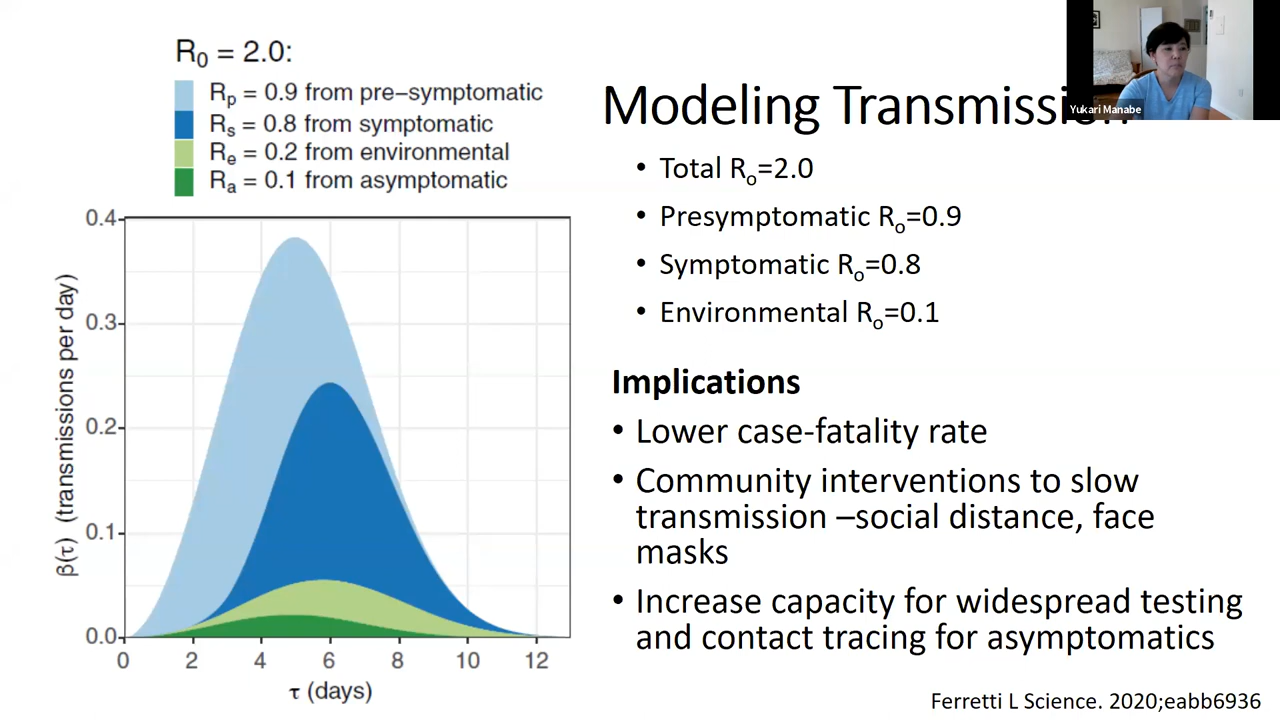 R0 = 2.0:
Rp = 0.9 from pre−symptomatic
Rs = 0.8 from symptomatic
Re = 0.2 from environmental
Ra = 0.1 from asymptomatic
0.4
0.3
0.2
0.1
0.0
0 2 4 6 8 10 12
β(τ) (transmissions per day)
τ (days)
Yukari Manabe
Modeling Transmission
• Total Ro=2.0
• Presymptomatic Ro=0.9
• Symptomatic Ro=0.8
• Environmental Ro=0.1
Implications
• Lower case-fatality rate
• Community interventions to slow
transmission –social distance, face
masks
• Increase capacity for widespread testing
and contact tracing for asymptomatics
Ferretti L Science. 2020;eabb6936